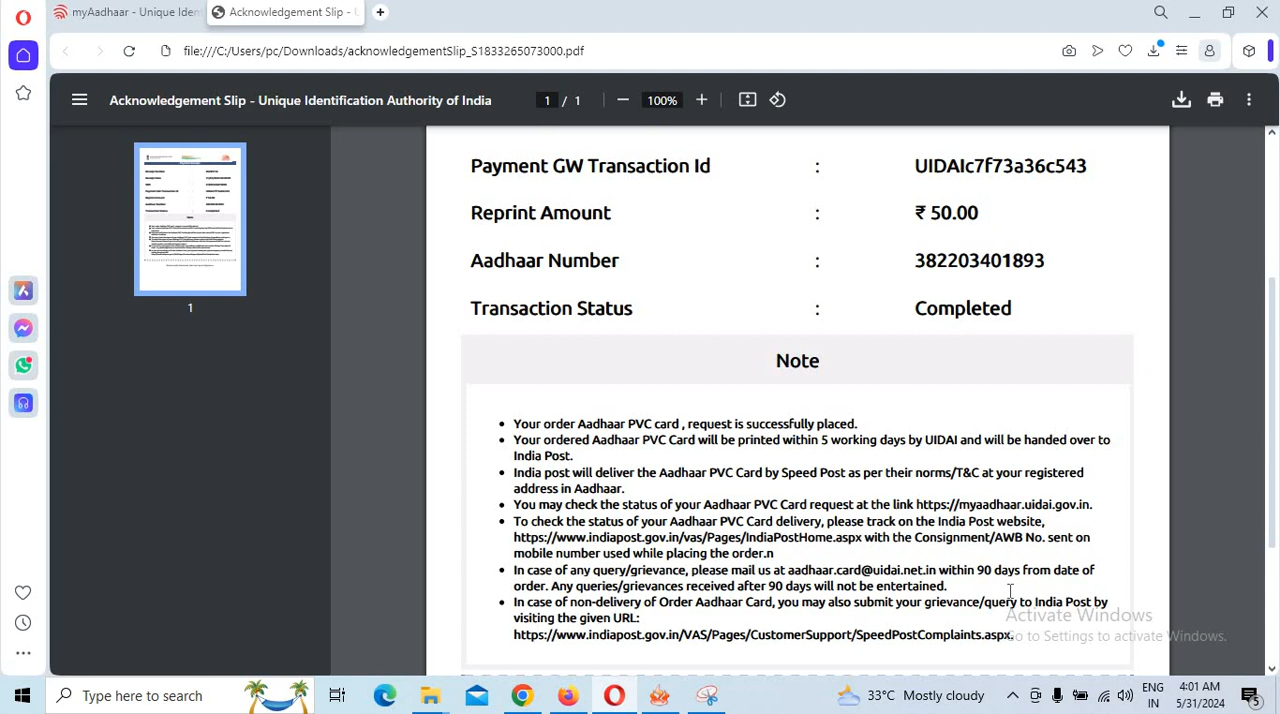 myAadhaar - Unique Iden
Acknowledgement Slip - U
file:///C:/Users/pc/Downloads/acknowledgementSlip_S1833265073000.pdf
Acknowledgement Slip - Unique Identification Authority of India
1 / 1
100%
Payment GW Transaction Id : UIDAIc7f73a36c543
Reprint Amount : ₹ 50.00
Aadhaar Number : 382203401893
Transaction Status : Completed
1
Note
Your order Aadhaar PVC card , request is successfully placed.
Your ordered Aadhaar PVC Card will be printed within 5 working days by UIDAI and will be handed over to
India Post.
India post will deliver the Aadhaar PVC Card by Speed Post as per their norms/T&C at your registered
address in Aadhaar.
You may check the status of your Aadhaar PVC Card request at the link https://myaadhaar.uidai.gov.in.
To check the status of your Aadhaar PVC Card delivery, please track on the India Post website,
https://www.indiapost.gov.in/vas/Pages/IndiaPostHome.aspx with the Consignment/AWB No. sent on
mobile number used while placing the order.n
In case of any query/grievance, please mail us at aadhaar.card@uidai.net.in within 90 days from date of
order. Any queries/grievances received after 90 days will not be entertained.
In case of non-delivery of Order Aadhaar Card, you may also submit your grievance/query to India Post by
visiting the given URL:
https://www.indiapost.gov.in/VAS/Pages/CustomerSupport/SpeedPostComplaints.aspx.
Activate Windows
Go to Settings to activate Windows.
Type here to search
33°C Mostly cloudy
ENG
IN
4:01 AM
5/31/2024
5